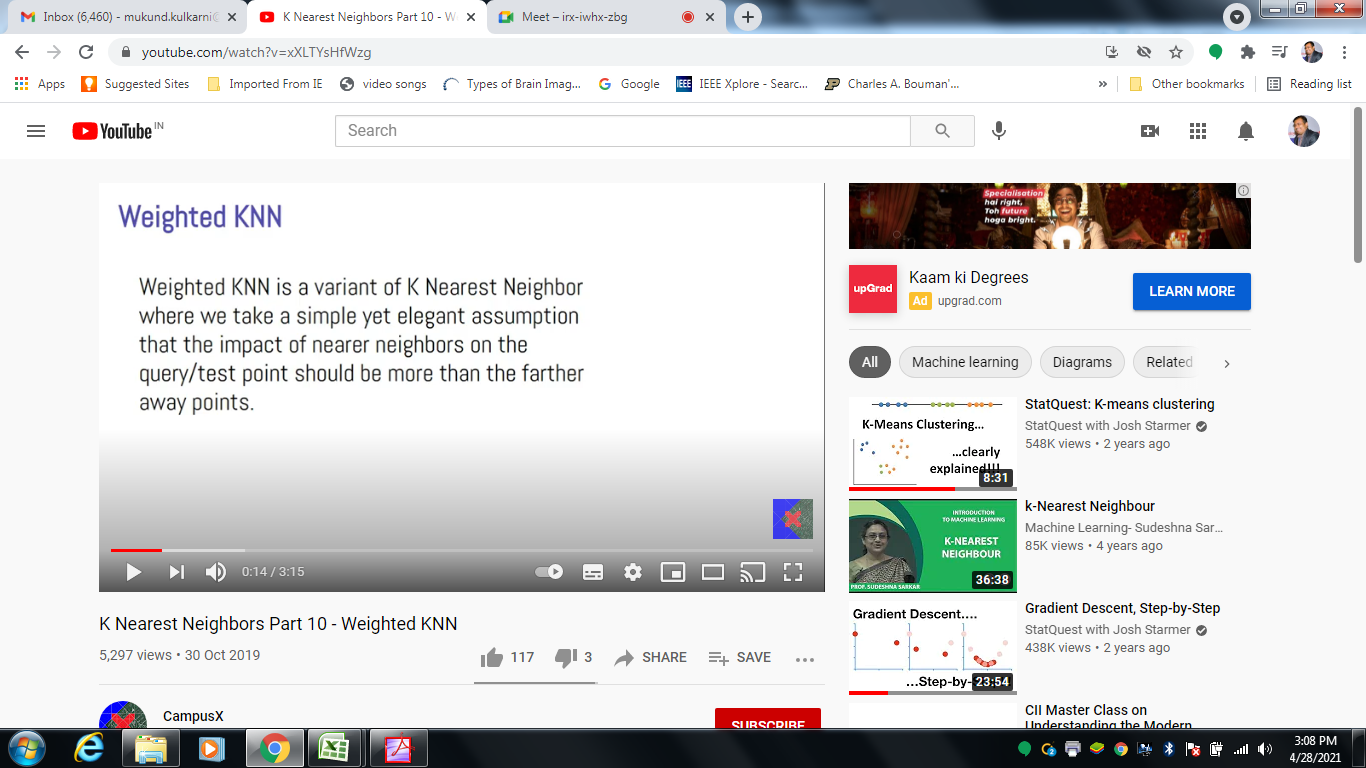 Inbox (6,460) - mukund.kulkarni@
K Nearest Neighbors Part 10 - W
Meet – irx-iwhx-zbg
youtube.com/watch?v=xXLTYsHfWzg
Apps
Suggested Sites
Imported From IE
video songs
Types of Brain Imag...
Google
IEEE Xplore - Searc...
Charles A. Bouman'...
Other bookmarks
Reading list
YouTube IN
Search
Weighted KNN
Weighted KNN is a variant of K Nearest Neighbor
where we take a simple yet elegant assumption
that the impact of nearer neighbors on the
query/test point should be more than the farther
away points.
0:14 / 3:15
K Nearest Neighbors Part 10 - Weighted KNN
5,297 views • 30 Oct 2019
117
3
SHARE
SAVE
CampusX
SUBSCRIBE
Specialisation
hai right,
Toh future
hoga bright.
upGrad
Kaam ki Degrees
Ad upgrad.com
LEARN MORE
All
Machine learning
Diagrams
Related
K-Means Clustering...
...clearly
explained!!!
8:31
StatQuest: K-means clustering
StatQuest with Josh Starmer
548K views • 2 years ago
INTRODUCTION
TO MACHINE LEARNING
K-NEAREST
NEIGHBOUR
PROF. SUDESHNA SARKAR
36:38
k-Nearest Neighbour
Machine Learning- Sudeshna Sar...
85K views • 4 years ago
Gradient Descent....
...Step-by-
23:54
Gradient Descent, Step-by-Step
StatQuest with Josh Starmer
438K views • 2 years ago
CII Master Class on
Understanding the Modern
3:08 PM
4/28/2021